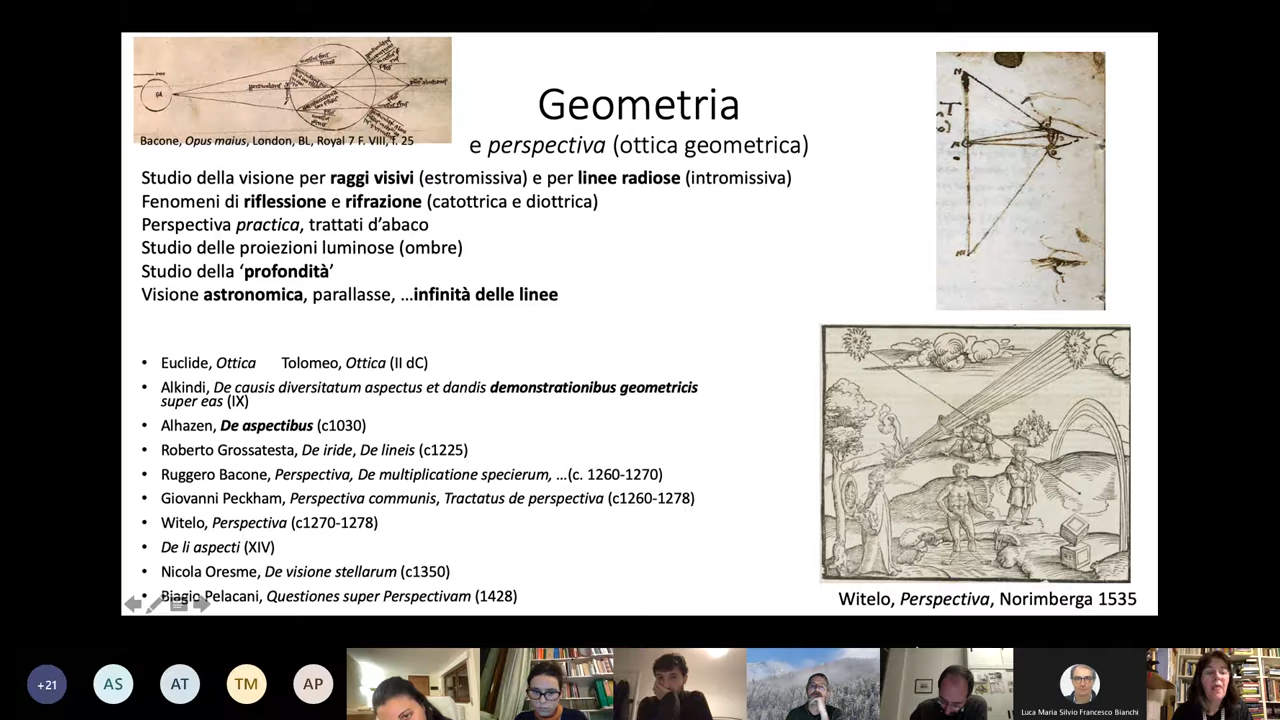 Geometria
e perspectiva (ottica geometrica)
Bacone, Opus maius, London, BL, Royal 7 F. VIII, f. 25
Studio della visione per raggi visivi (estromissiva) e per linee radiose (intromissiva)
Fenomeni di riflessione e rifrazione (catottrica e diottrica)
Perspectiva practica, trattati d’abaco
Studio delle proiezioni luminose (ombre)
Studio della ‘profondità’
Visione astronomica, parallasse, …infinità delle linee
• Euclide, Ottica Tolomeo, Ottica (II dC)
• Alkindi, De causis diversitatum aspectus et dandis demonstrationibus geometricis
super eas (IX)
• Alhazen, De aspectibus (c1030)
• Roberto Grossatesta, De iride, De lineis (c1225)
• Ruggero Bacone, Perspectiva, De multiplicatione specierum, …(c. 1260-1270)
• Giovanni Peckham, Perspectiva communis, Tractatus de perspectiva (c1260-1278)
• Witelo, Perspectiva (c1270-1278)
• De li aspecti (XIV)
• Nicola Oresme, De visione stellarum (c1350)
• Biagio Pelacani, Questiones super Perspectivam (1428)
Witelo, Perspectiva, Norimberga 1535
+21
AS
AT
TM
AP
Luca Maria Silvio Francesco Bianchi